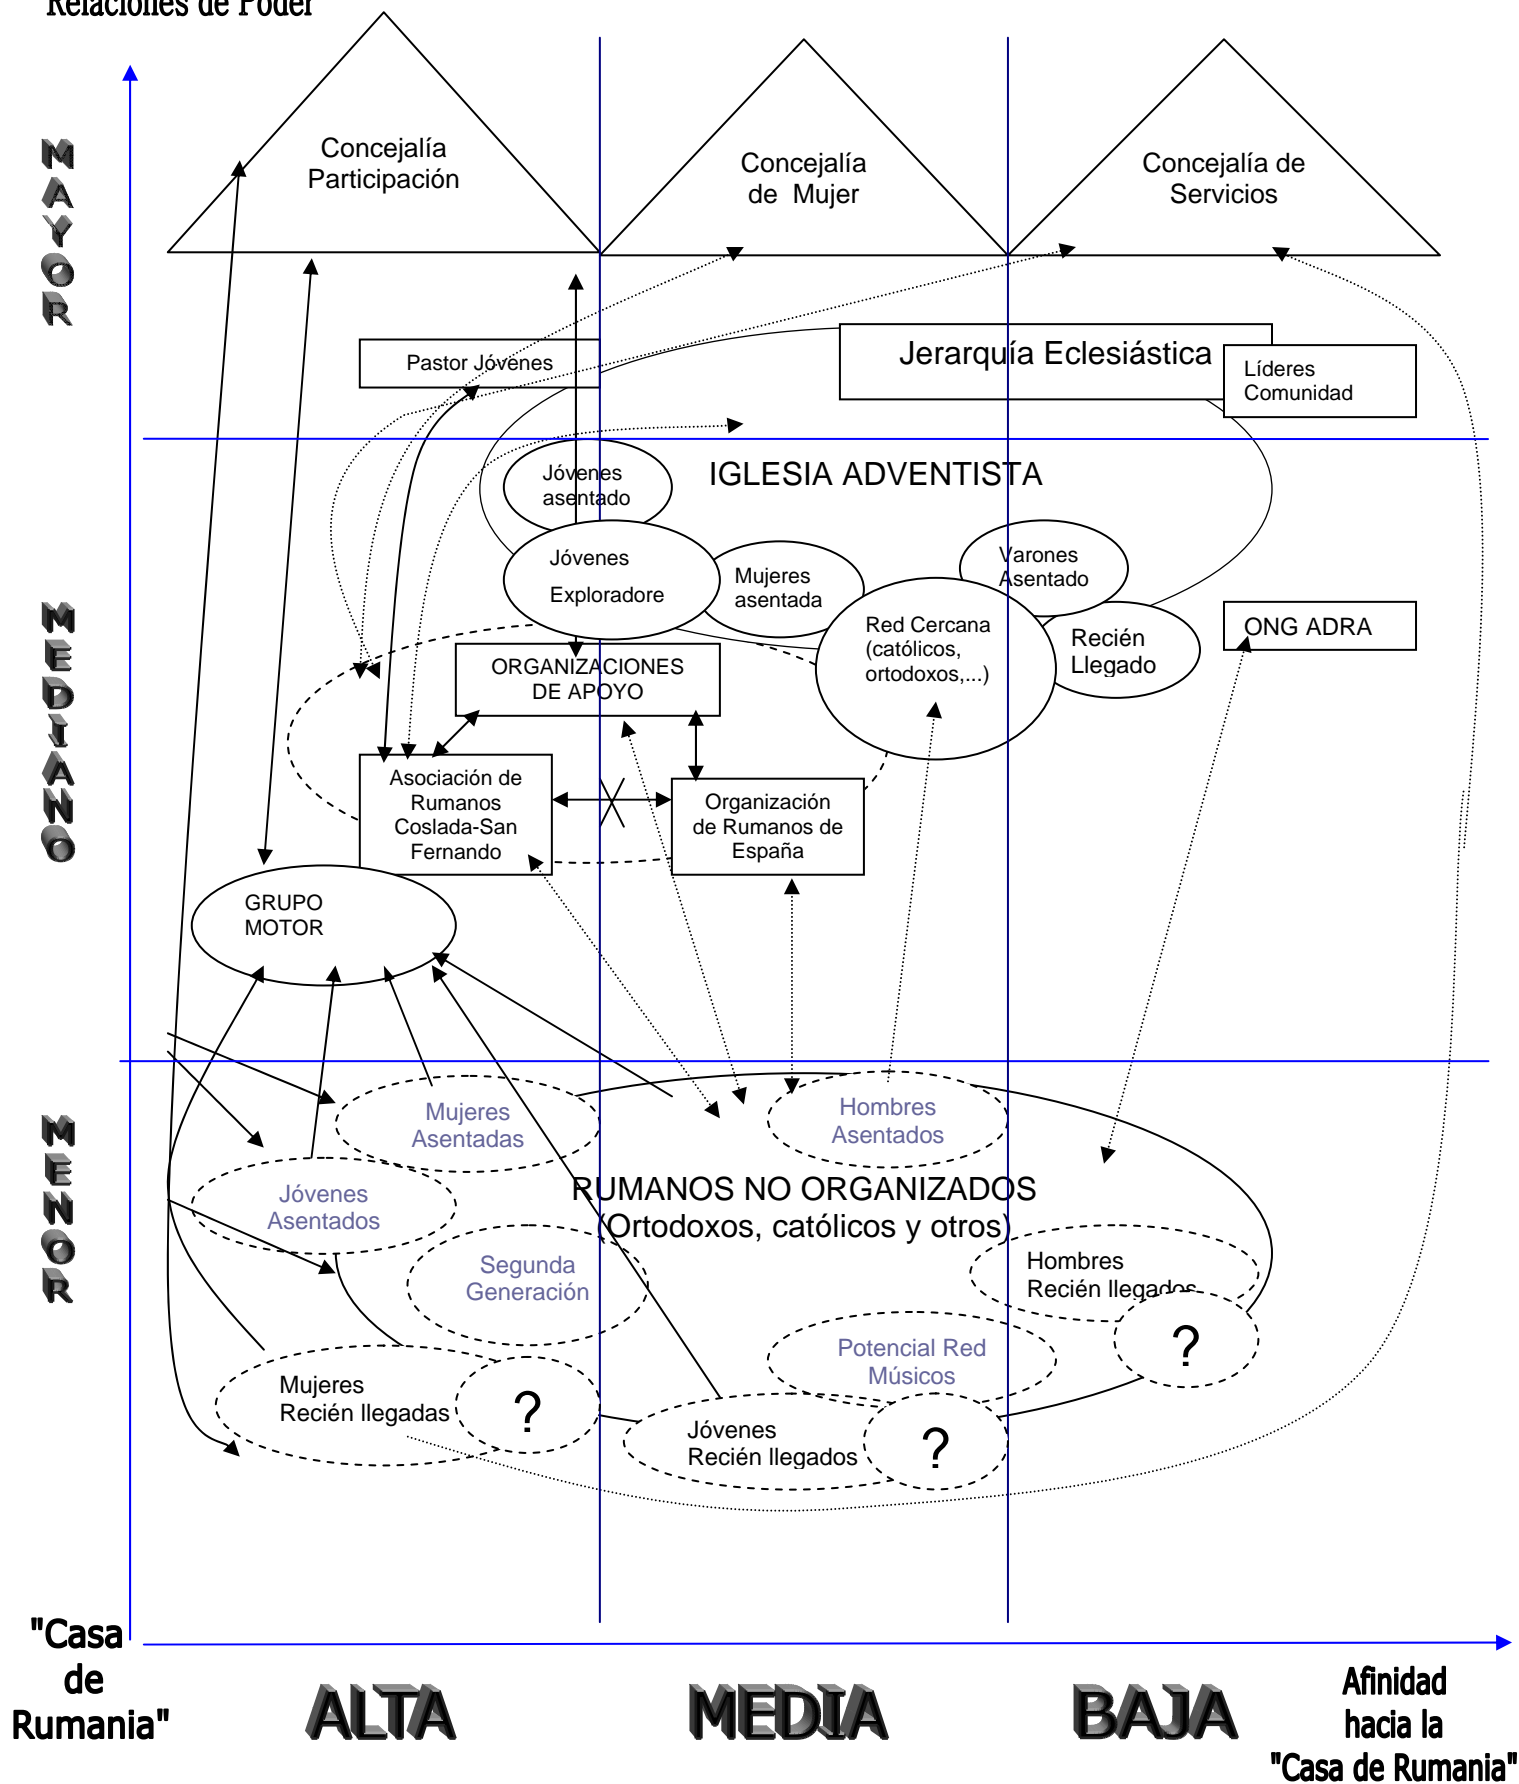 Relaciones de Poder
MAYOR
Concejalía
Participación
Concejalía
de Mujer
Concejalía de
Servicios
Pastor Jóvenes
Jerarquía Eclesiástica
Líderes
Comunidad
MEDIANO
Jóvenes
asentado
IGLESIA ADVENTISTA
Jóvenes
Exploradore
Mujeres
asentada
Varones
Asentado
Red Cercana
(católicos,
ortodoxos,...)
Recién
Llegado
ONG ADRA
ORGANIZACIONES
DE APOYO
Asociación de
Rumanos
Coslada-San
Fernando
Organización
de Rumanos de
España
GRUPO
MOTOR
MENOR
Mujeres
Asentadas
Hombres
Asentados
Jóvenes
Asentados
RUMANOS NO ORGANIZADOS
(Ortodoxos, católicos y otros)
Segunda
Generación
Hombres
Recién llegados
?
Potencial Red
Músicos
Mujeres
Recién llegadas
?
Jóvenes
Recién llegados
?
"Casa
de
Rumania"
ALTA
MEDIA
BAJA
Afinidad
hacia la
"Casa de Rumania"